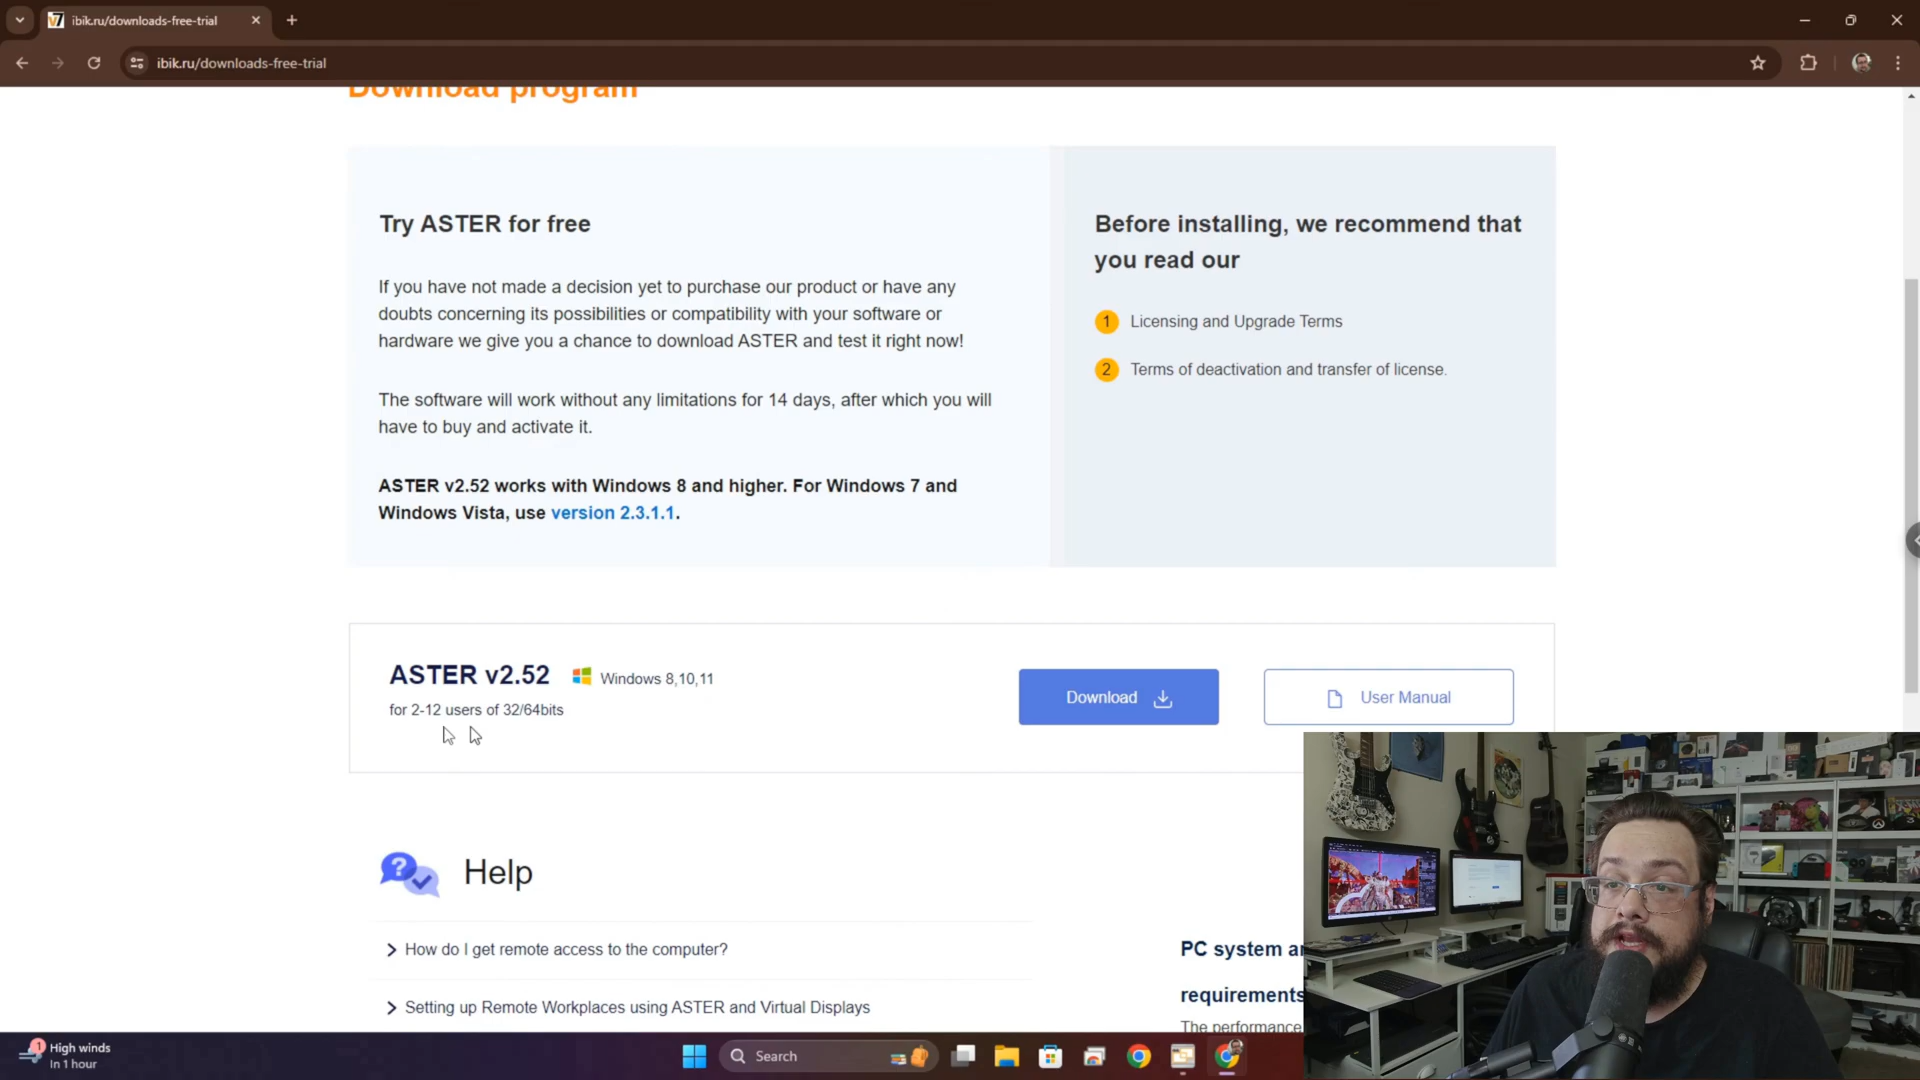 ibik.ru/downloads-free-trial
ibik.ru/downloads-free-trial
Download program
Try ASTER for free
If you have not made a decision yet to purchase our product or have any
doubts concerning its possibilities or compatibility with your software or
hardware we give you a chance to download ASTER and test it right now!
The software will work without any limitations for 14 days, after which you will
have to buy and activate it.
ASTER v2.52 works with Windows 8 and higher. For Windows 7 and
Windows Vista, use version 2.3.1.1.
Before installing, we recommend that
you read our
1 Licensing and Upgrade Terms
2 Terms of deactivation and transfer of license.
ASTER v2.52 Windows 8,10,11
for 2-12 users of 32/64bits
Download
User Manual
Help
How do I get remote access to the computer?
Setting up Remote Workplaces using ASTER and Virtual Displays
PC system
requirements
The performance
1
High winds
In 1 hour
Search